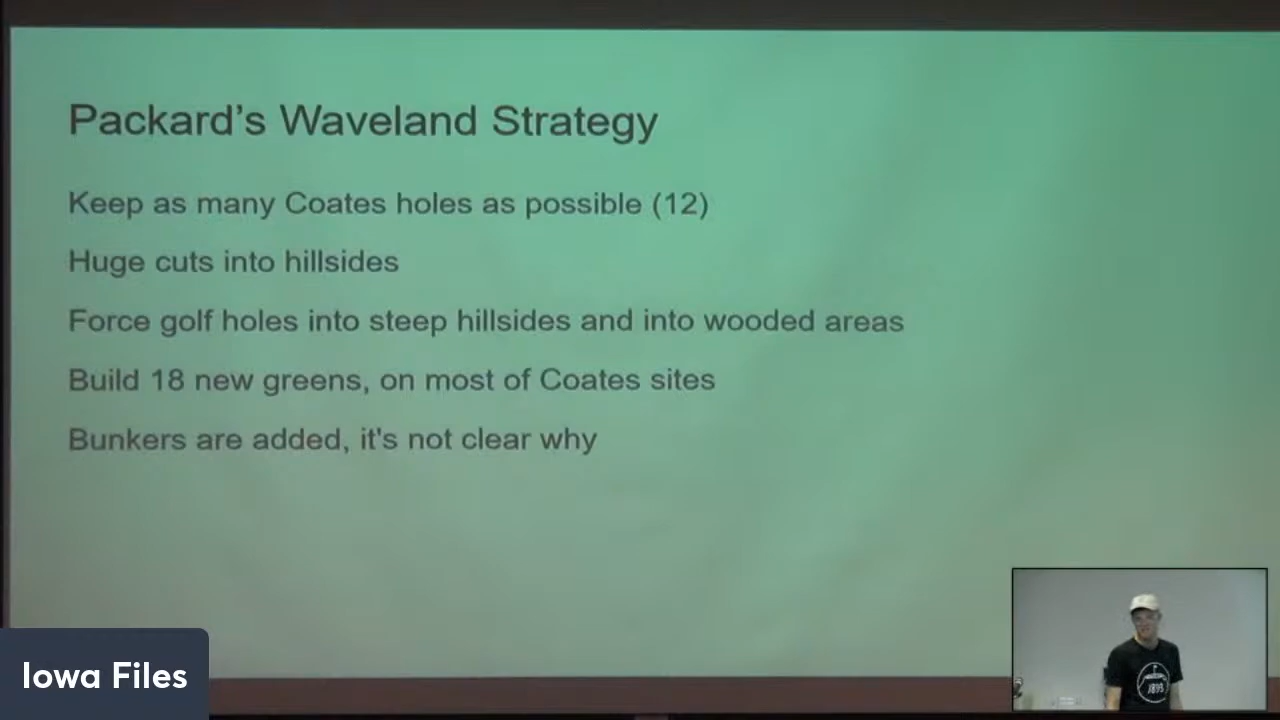 Packard's Waveland Strategy
Keep as many Coates holes as possible (12)
Huge cuts into hillsides
Force golf holes into steep hillsides and into wooded areas
Build 18 new greens, on most of Coates sites
Bunkers are added, it's not clear why
Iowa Files